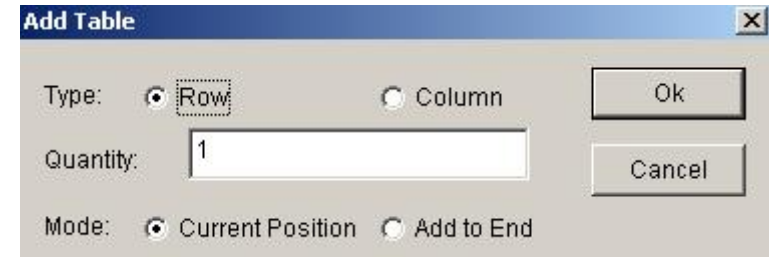 Add Table
Type: Row Column Ok
Quantity: 1 Cancel
Mode: Current Position Add to End